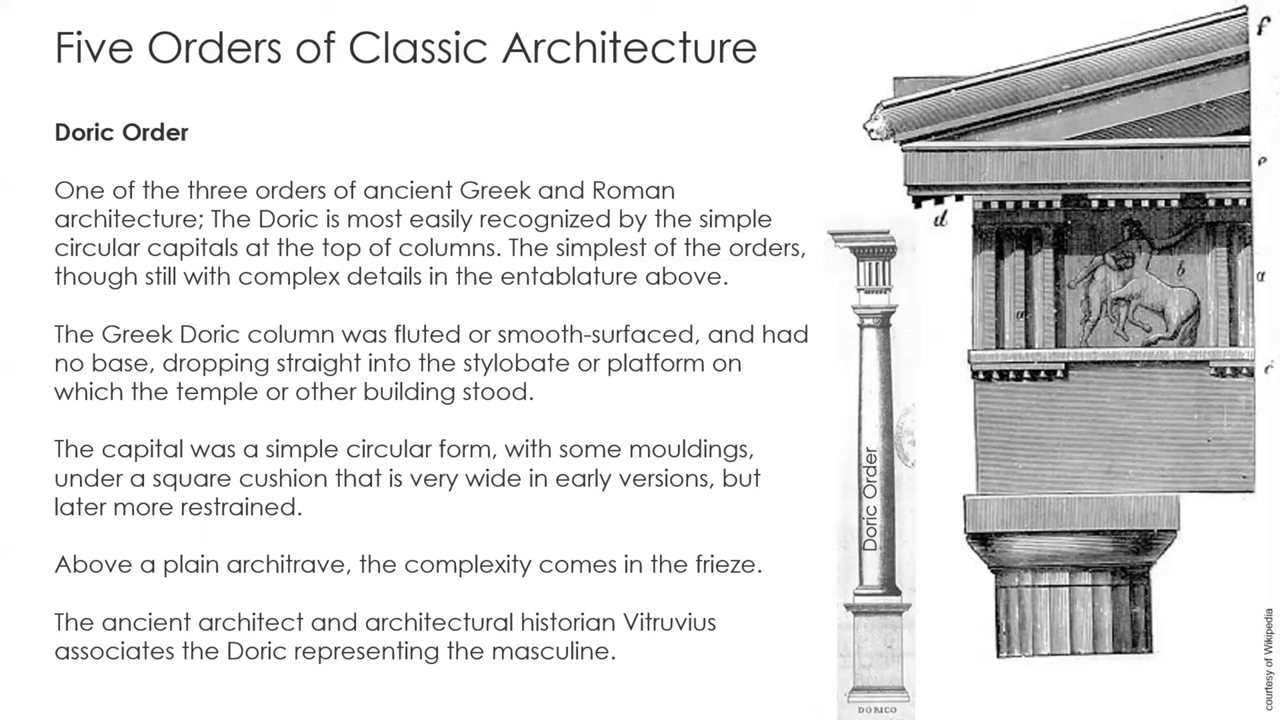 Five Orders of Classic Architecture
Doric Order
One of the three orders of ancient Greek and Roman
architecture; The Doric is most easily recognized by the simple
circular capitals at the top of columns. The simplest of the orders,
though still with complex details in the entablature above.
The Greek Doric column was fluted or smooth-surfaced, and had
no base, dropping straight into the stylobate or platform on
which the temple or other building stood.
The capital was a simple circular form, with some mouldings,
under a square cushion that is very wide in early versions, but
later more restrained.
Above a plain architrave, the complexity comes in the frieze.
The ancient architect and architectural historian Vitruvius
associates the Doric representing the masculine.
Doric Order
DORICO
f
e
d
b
a
a
c
courtesy of Wikipedia